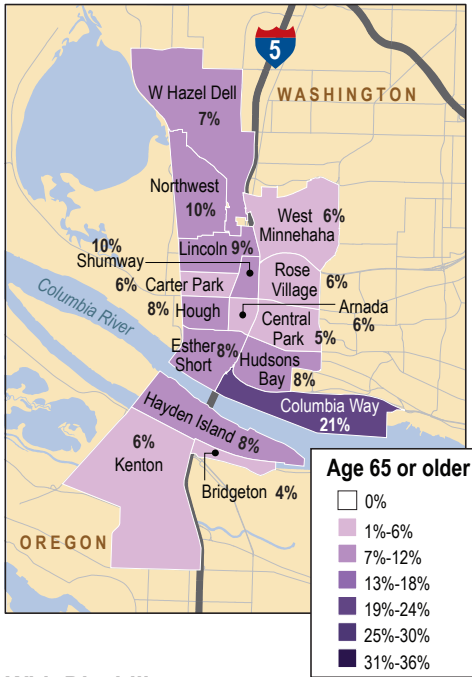 5
WASHINGTON
W Hazel Dell
7%
Northwest
10%
West 6%
Minnehaha
10%
Shumway
Lincoln 9%
6% Carter Park
Rose
Village 6%
Columbia River
8% Hough
Arnada
6%
Central
Park 5%
Esther
Short 8%
Hudsons
Bay 8%
Columbia Way
21%
Hayden Island 8%
6%
Kenton
Bridgeton 4%
OREGON
Age 65 or older
0%
1%-6%
7%-12%
13%-18%
19%-24%
25%-30%
31%-36%